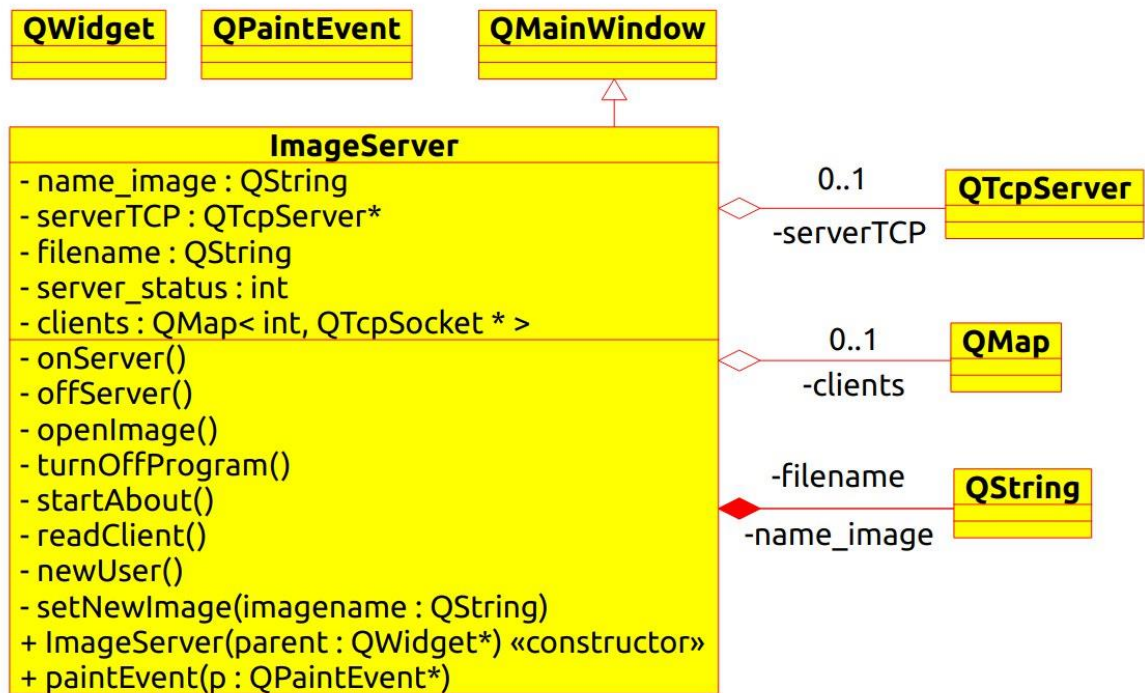 QWidget
QPaintEvent
QMainWindow
ImageServer
- name_image : QString
- serverTCP : QTcpServer*
- filename : QString
- server_status : int
- clients : QMap< int, QTcpSocket * >
- onServer()
- offServer()
- openImage()
- turnOffProgram()
- startAbout()
- readClient()
- newUser()
- setNewImage(imagename : QString)
+ ImageServer(parent : QWidget*) «constructor»
+ paintEvent(p : QPaintEvent*)
0..1
-serverTCP
QTcpServer
0..1
-clients
QMap
-filename
-name_image
QString